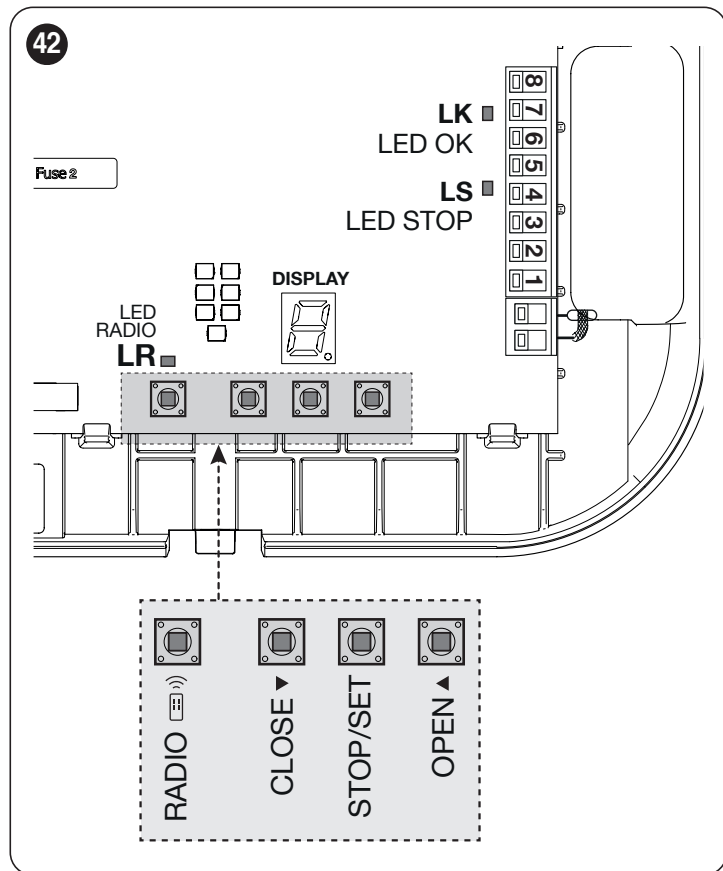 42
LK
LED OK
LS
LED STOP
8
7
6
5
4
3
2
1
Fuse 2
DISPLAY
LED
RADIO
LR
RADIO
CLOSE ▼
STOP/SET
OPEN ▲